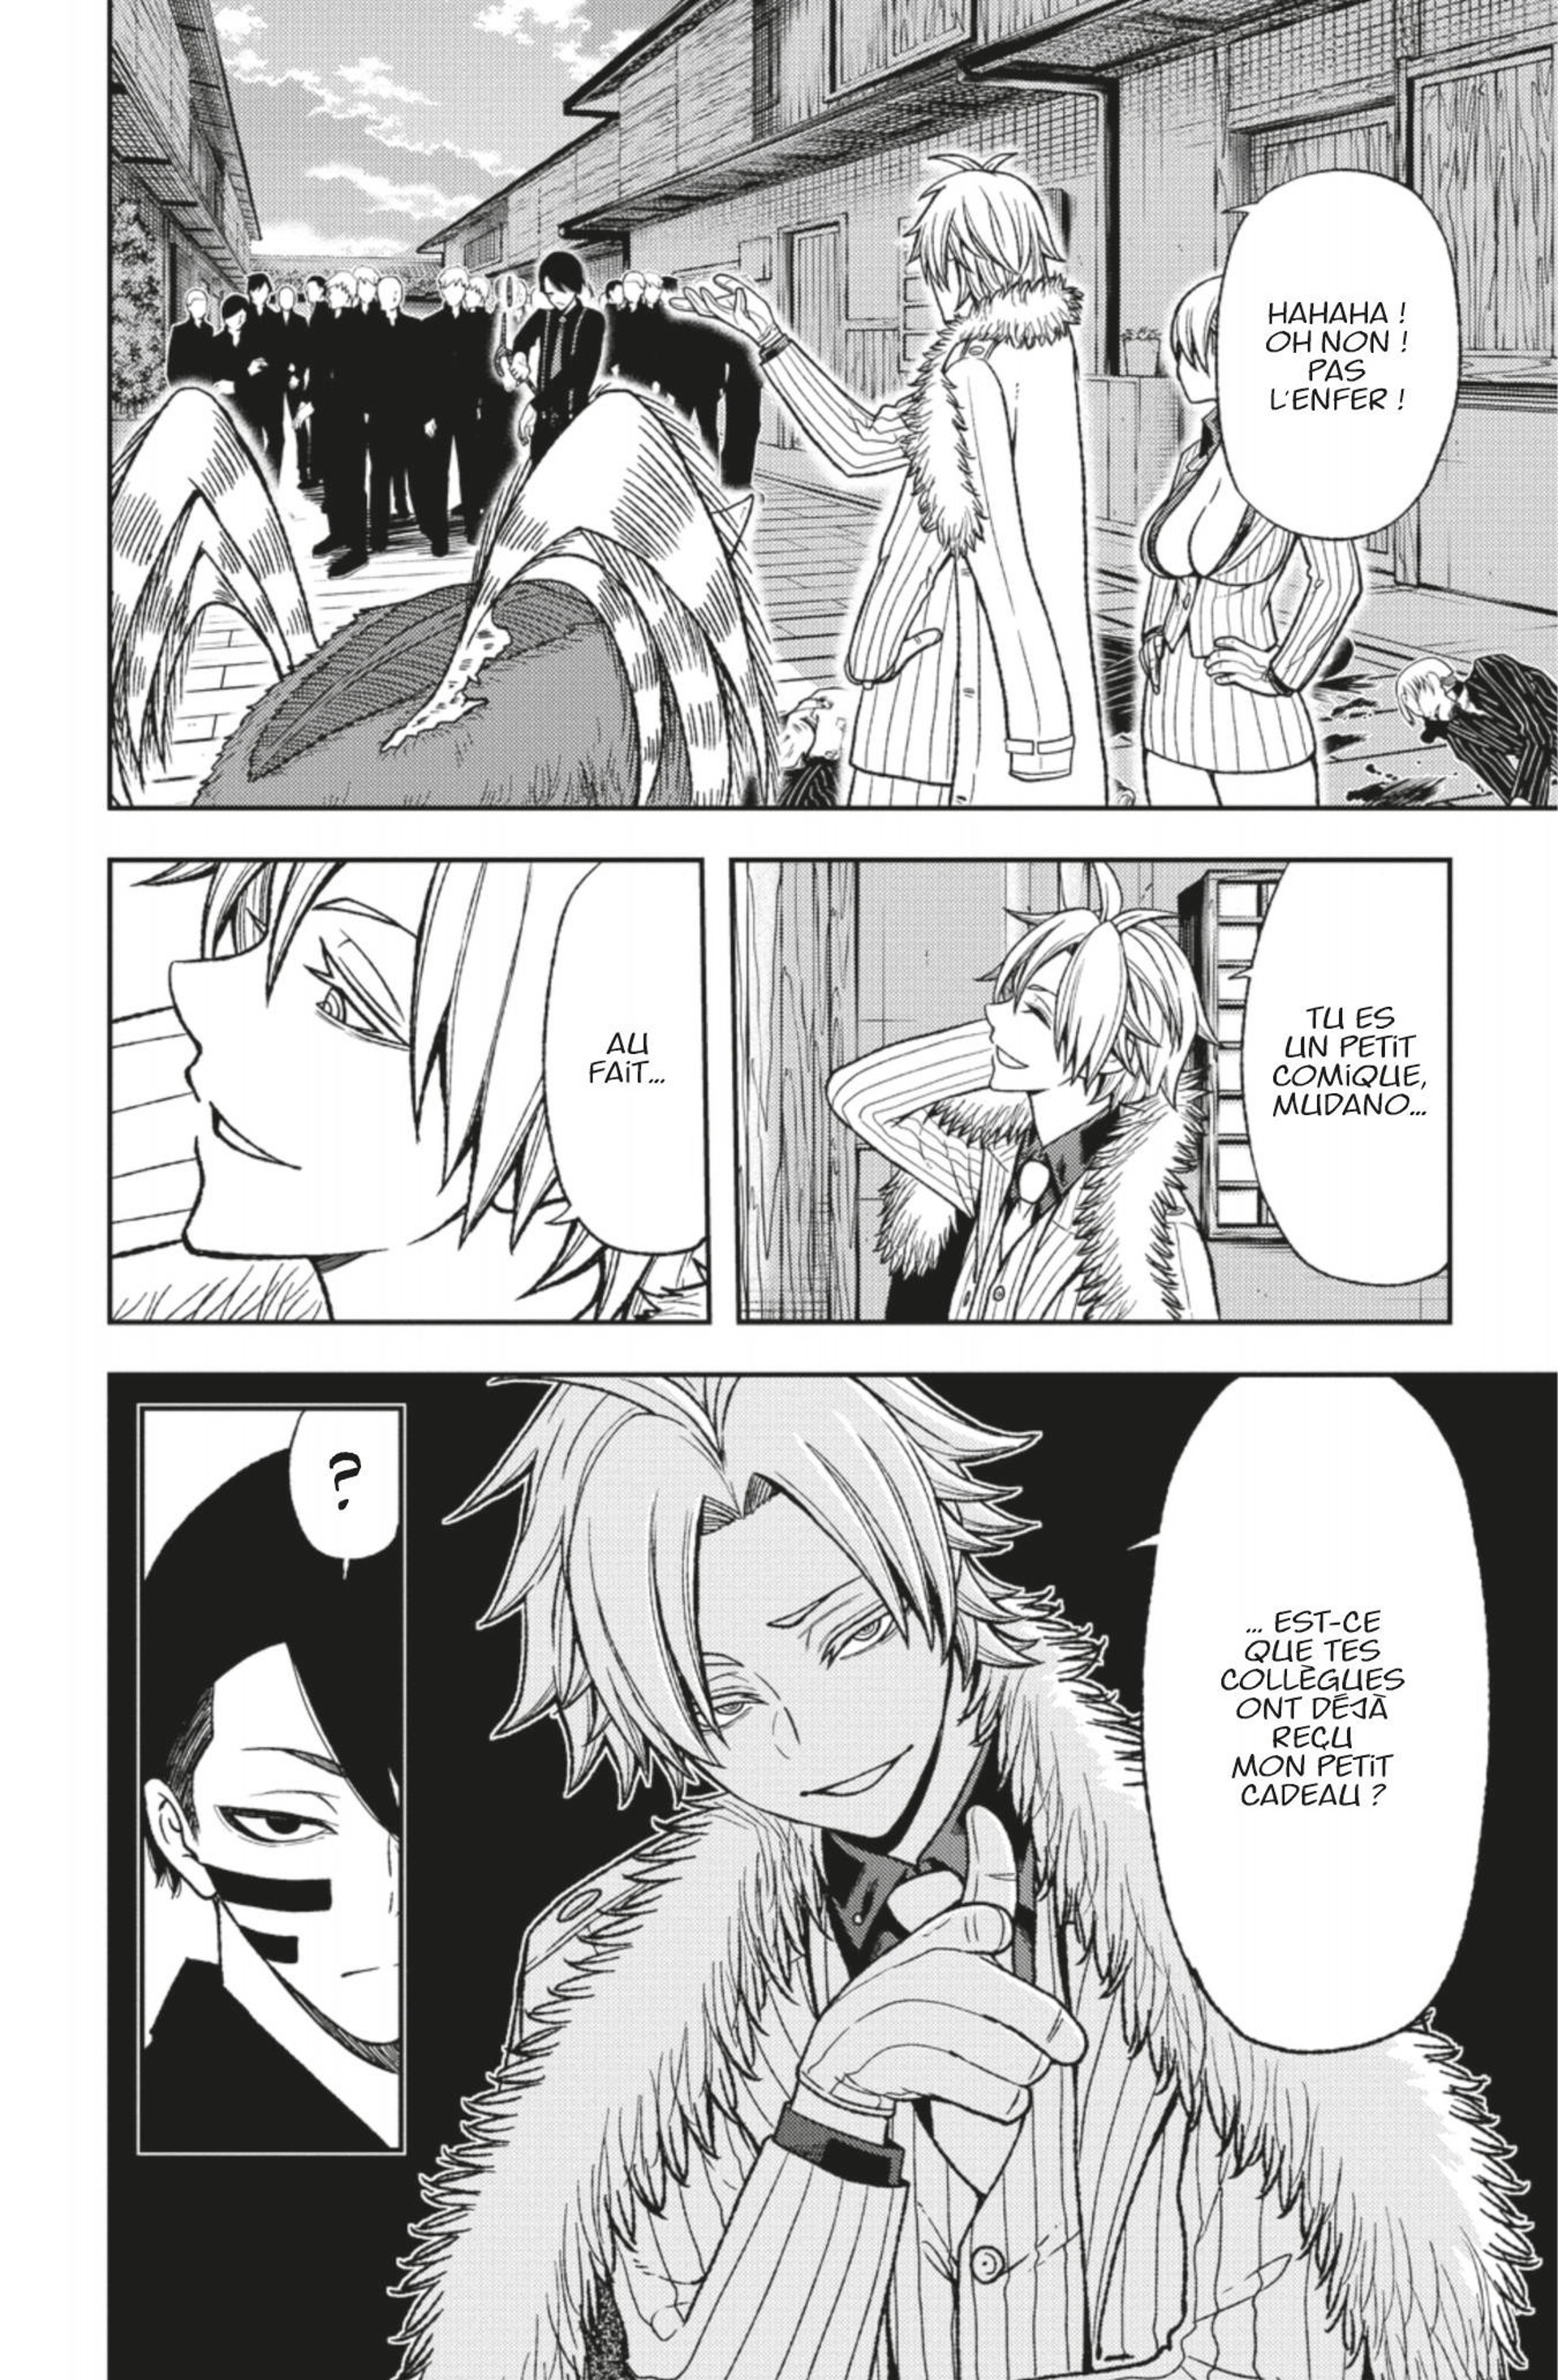 HAHAHA !
OH NON !
PAS
L'ENFER !
TU ES
UN PETIT
COMIQUE,
MUDANO...
AU
FAIT...
... EST-CE
QUE TES
COLLÈGUES
ONT DÉJÀ
REÇU
MON PETIT
CADEAU ?
?